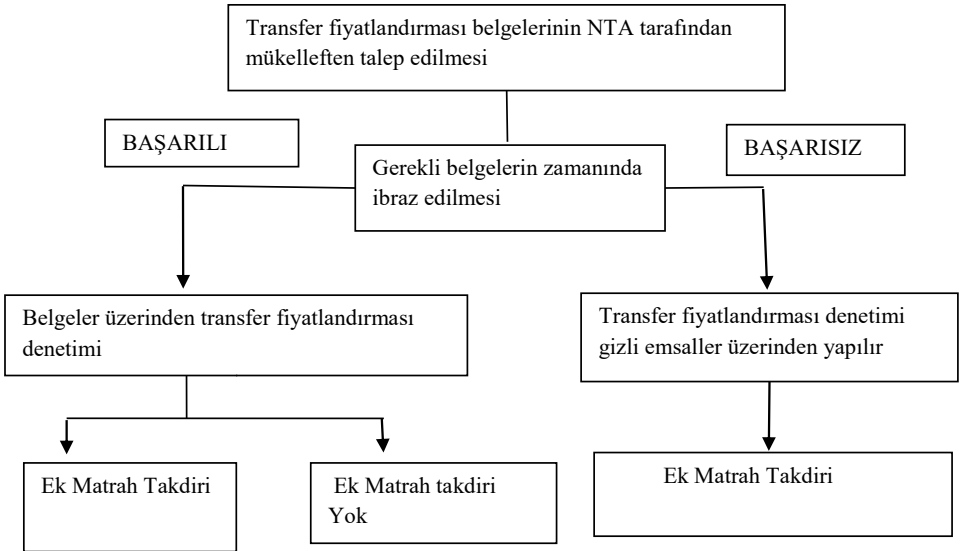 Transfer fiyatlandırması belgelerinin NTA tarafından
mükelleften talep edilmesi
BAŞARILI
BAŞARISIZ
Gerekli belgelerin zamanında
ibraz edilmesi
Belgeler üzerinden transfer fiyatlandırması
denetimi
Transfer fiyatlandırması denetimi
gizli emsaller üzerinden yapılır
Ek Matrah Takdiri
Ek Matrah takdiri
Yok
Ek Matrah Takdiri